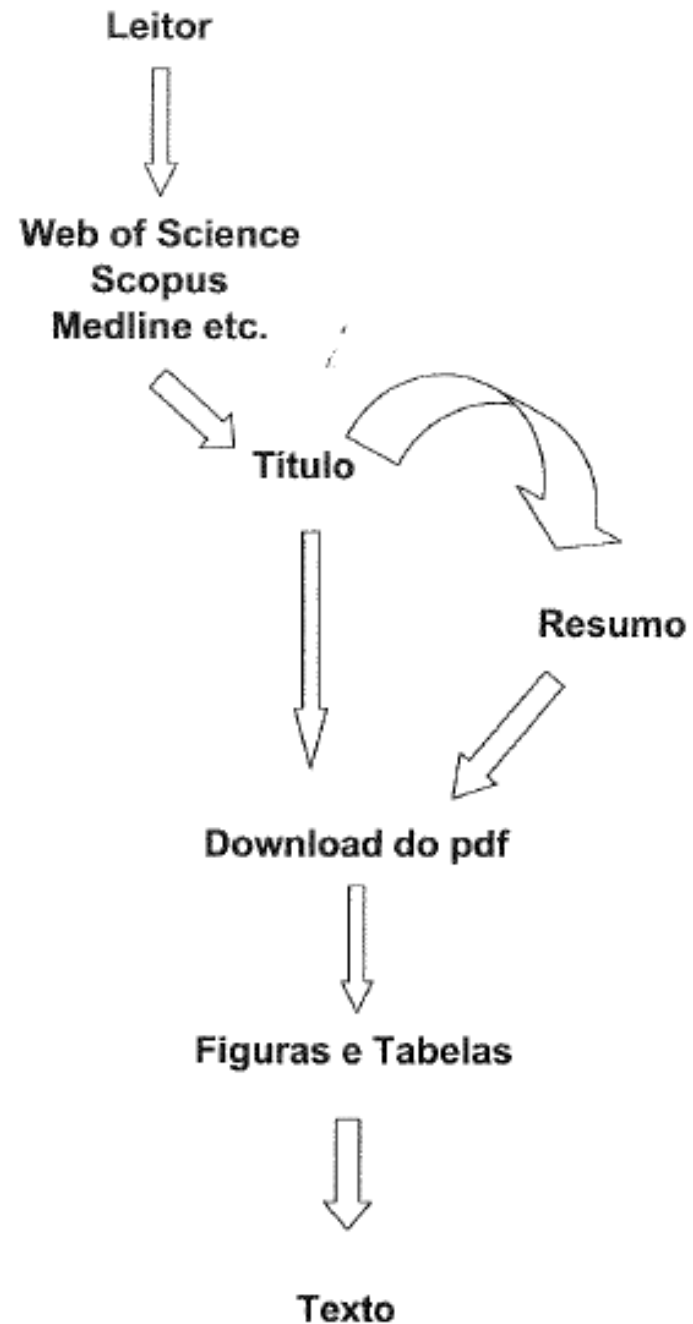 Leitor
Web of Science
Scopus
Medline etc.
Título
Resumo
Download do pdf
Figuras e Tabelas
Texto